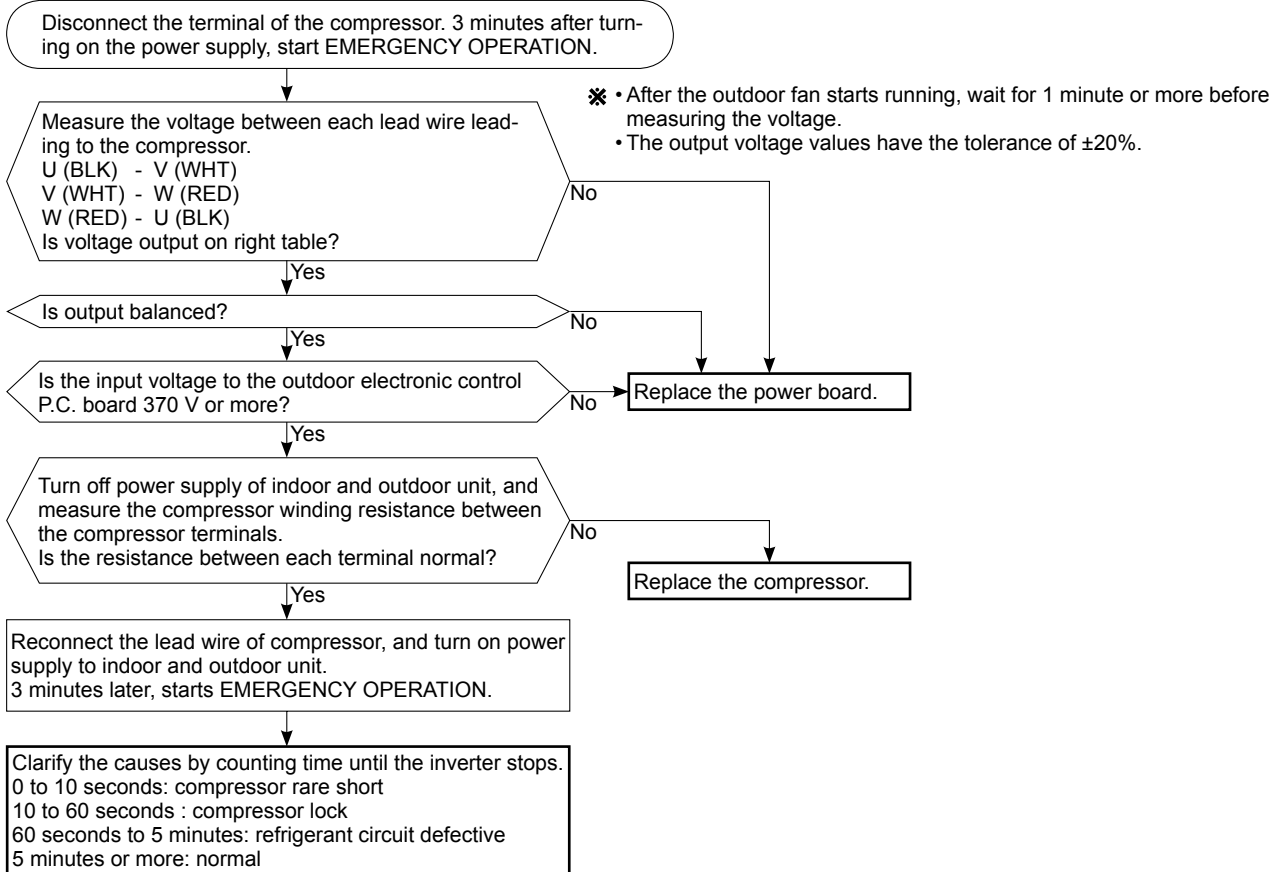 Disconnect the terminal of the compressor. 3 minutes after turn-
ing on the power supply, start EMERGENCY OPERATION.
※ • After the outdoor fan starts running, wait for 1 minute or more before
measuring the voltage.
• The output voltage values have the tolerance of ±20%.
Measure the voltage between each lead wire lead-
ing to the compressor.
U (BLK) - V (WHT)
V (WHT) - W (RED)
W (RED) - U (BLK)
Is voltage output on right table?
No
Yes
Is output balanced?
No
Yes
Is the input voltage to the outdoor electronic control
P.C. board 370 V or more?
No
Replace the power board.
Yes
Turn off power supply of indoor and outdoor unit, and
measure the compressor winding resistance between
the compressor terminals.
Is the resistance between each terminal normal?
No
Replace the compressor.
Yes
Reconnect the lead wire of compressor, and turn on power
supply to indoor and outdoor unit.
3 minutes later, starts EMERGENCY OPERATION.
Clarify the causes by counting time until the inverter stops.
0 to 10 seconds: compressor rare short
10 to 60 seconds : compressor lock
60 seconds to 5 minutes: refrigerant circuit defective
5 minutes or more: normal